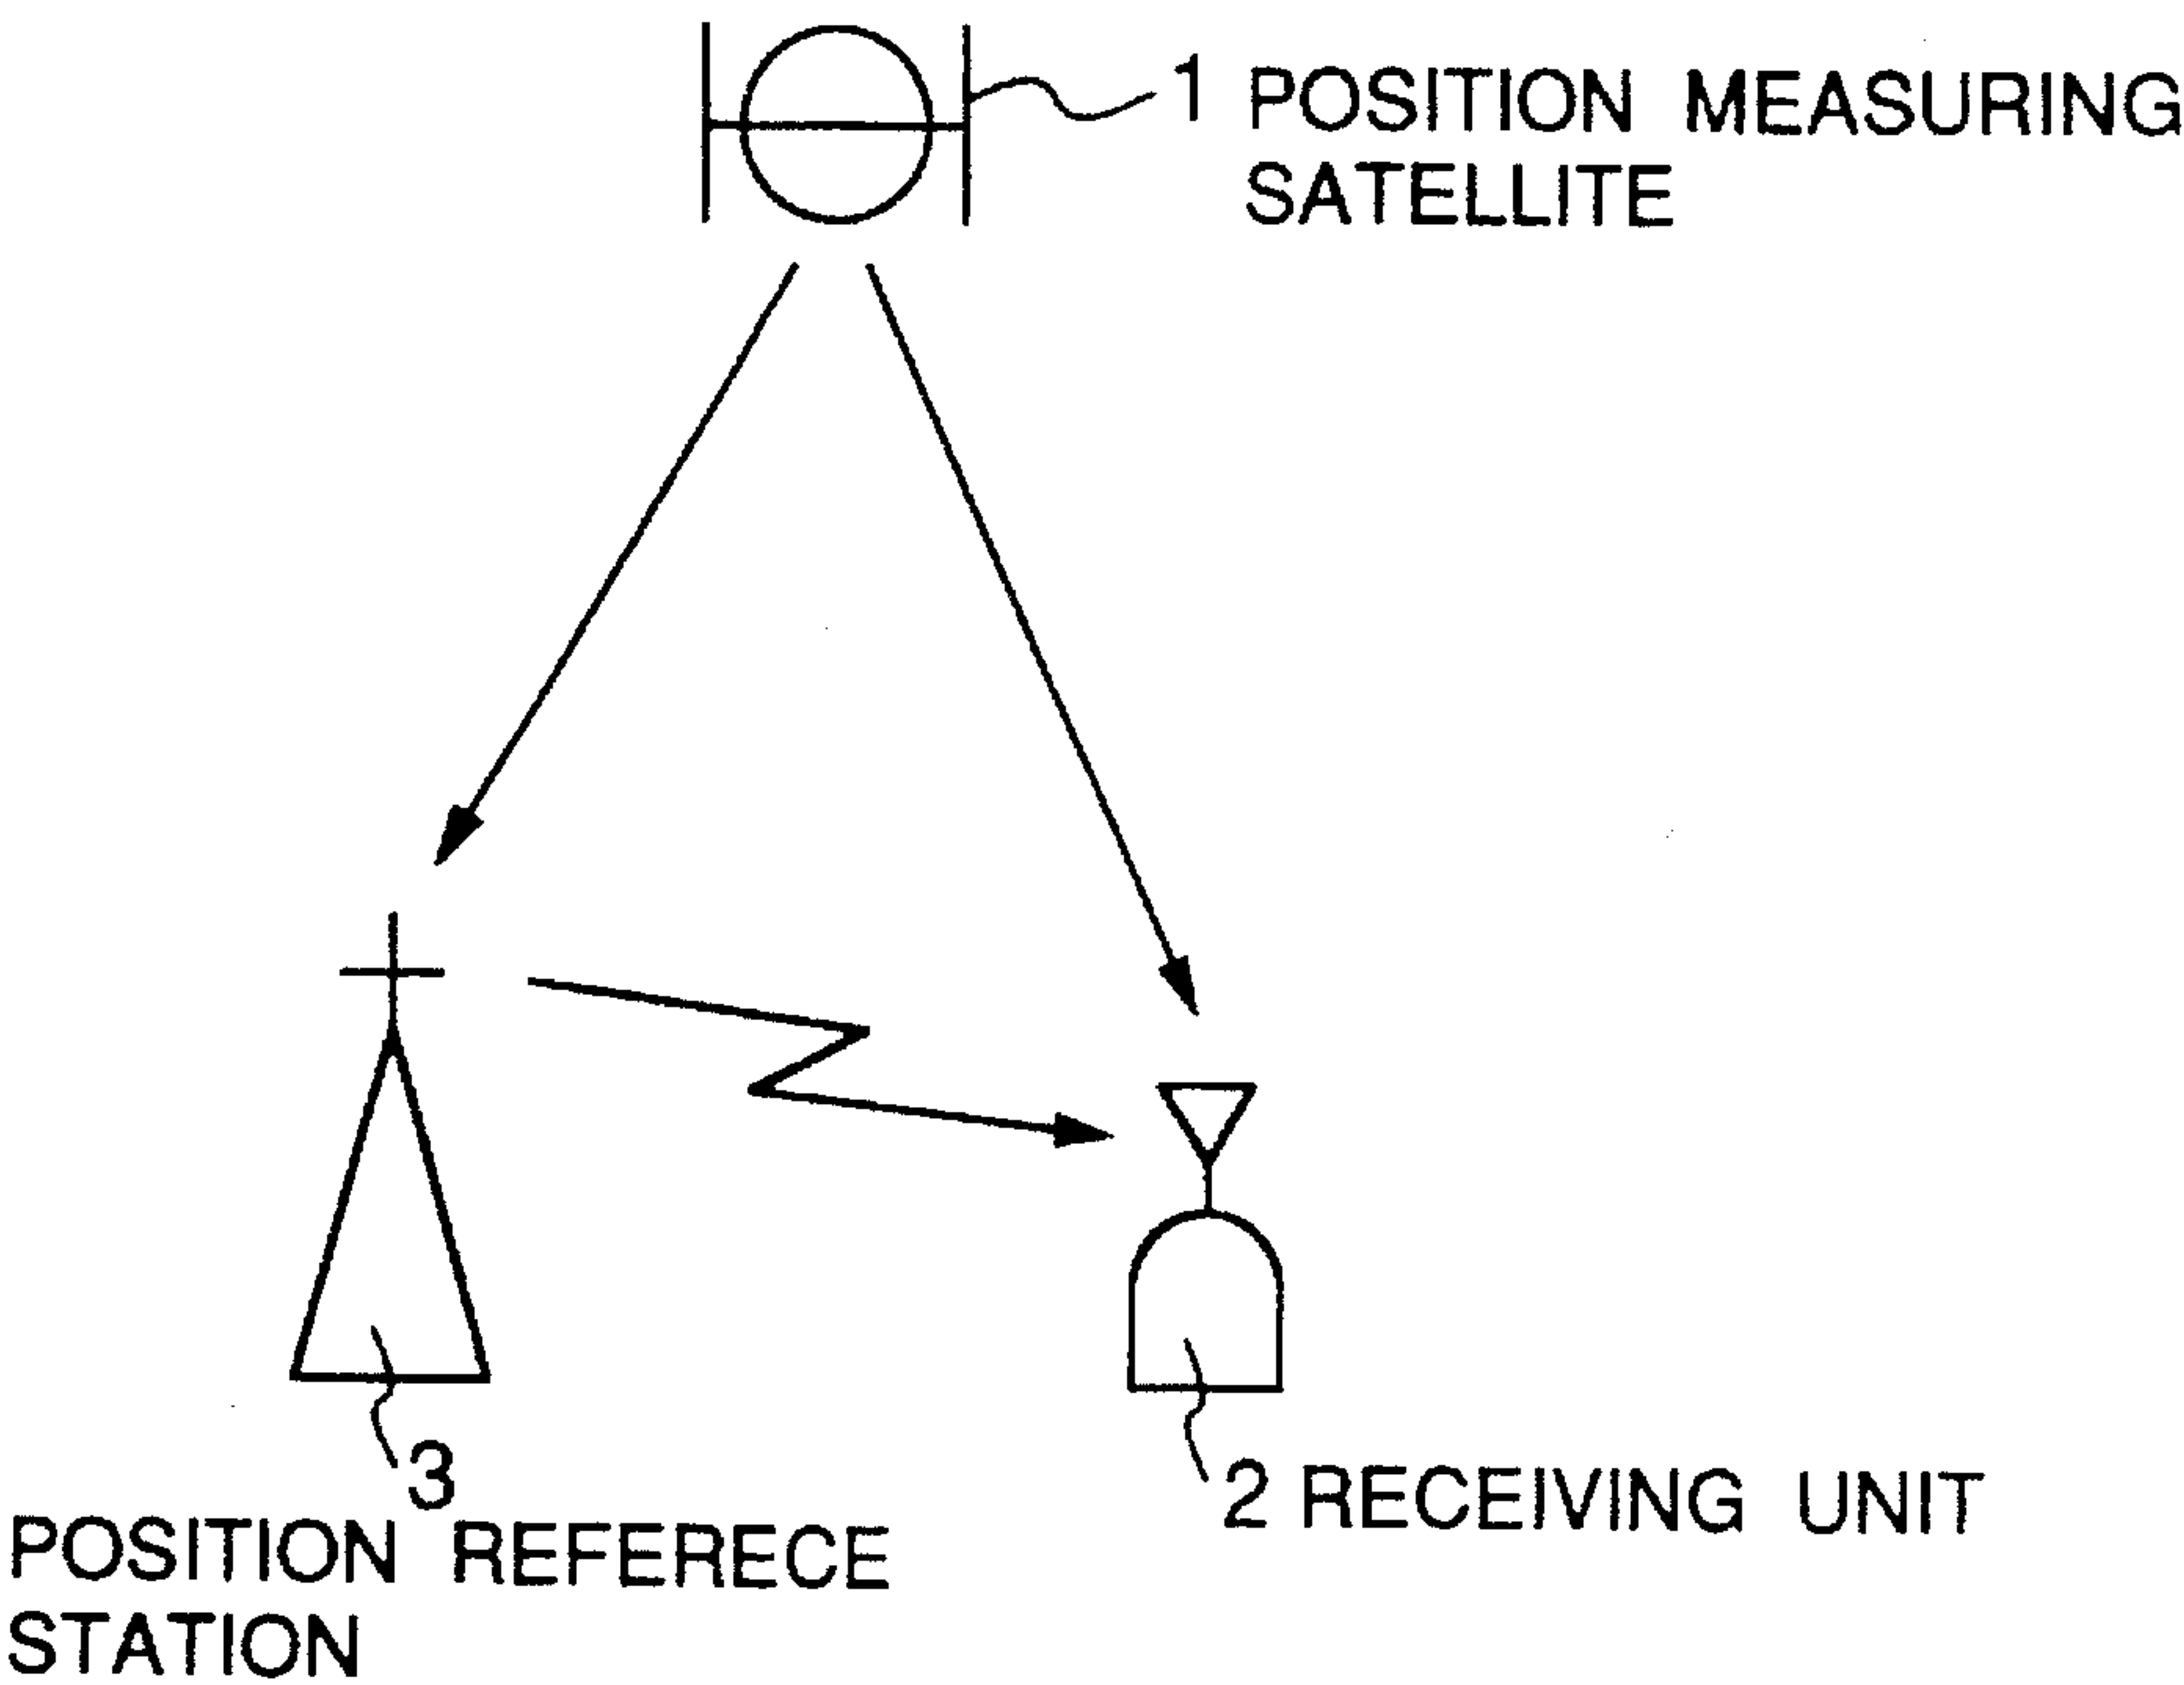 1 POSITION MEASURING
SATELLITE
3
POSITION REFERECE
STATION
2 RECEIVING UNIT